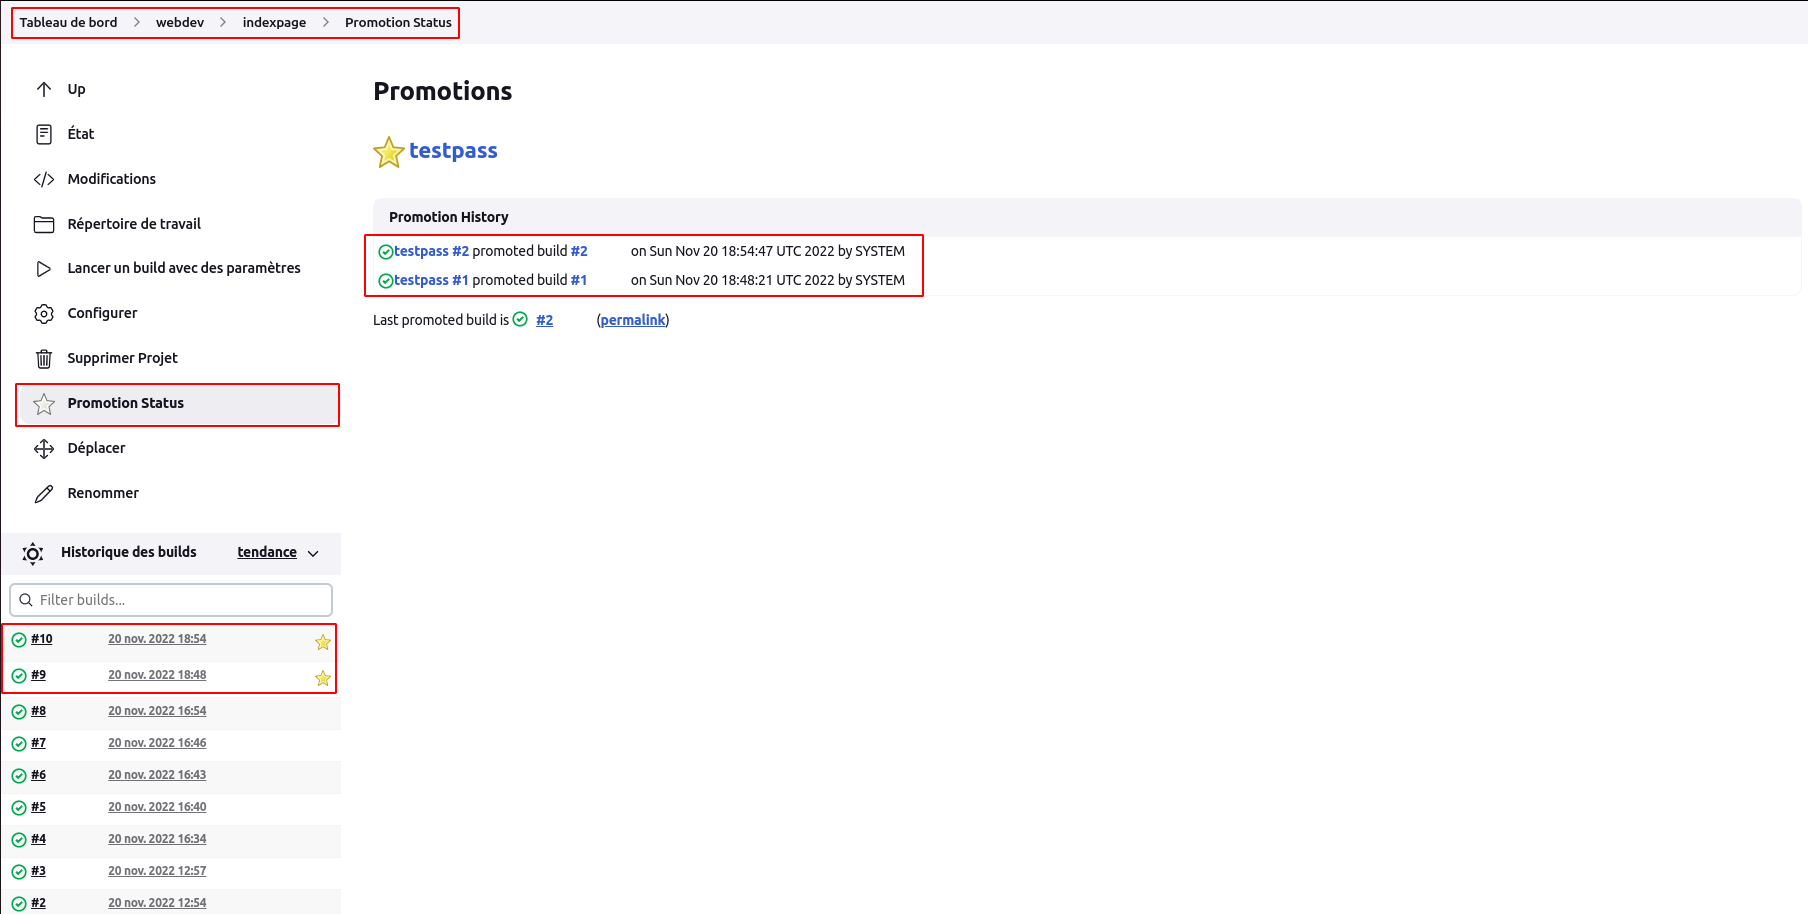 Tableau de bord > webdev > indexpage > Promotion Status
Up
État
Modifications
Répertoire de travail
Lancer un build avec des paramètres
Configurer
Supprimer Projet
Promotion Status
Déplacer
Renommer
Historique des builds tendance
Filter builds...
#10 20 nov. 2022 18:54
#9 20 nov. 2022 18:48
#8 20 nov. 2022 16:54
#7 20 nov. 2022 16:46
#6 20 nov. 2022 16:43
#5 20 nov. 2022 16:40
#4 20 nov. 2022 16:34
#3 20 nov. 2022 12:57
#2 20 nov. 2022 12:54
Promotions
testpass
Promotion History
testpass #2 promoted build #2 on Sun Nov 20 18:54:47 UTC 2022 by SYSTEM
testpass #1 promoted build #1 on Sun Nov 20 18:48:21 UTC 2022 by SYSTEM
Last promoted build is #2 (permalink)